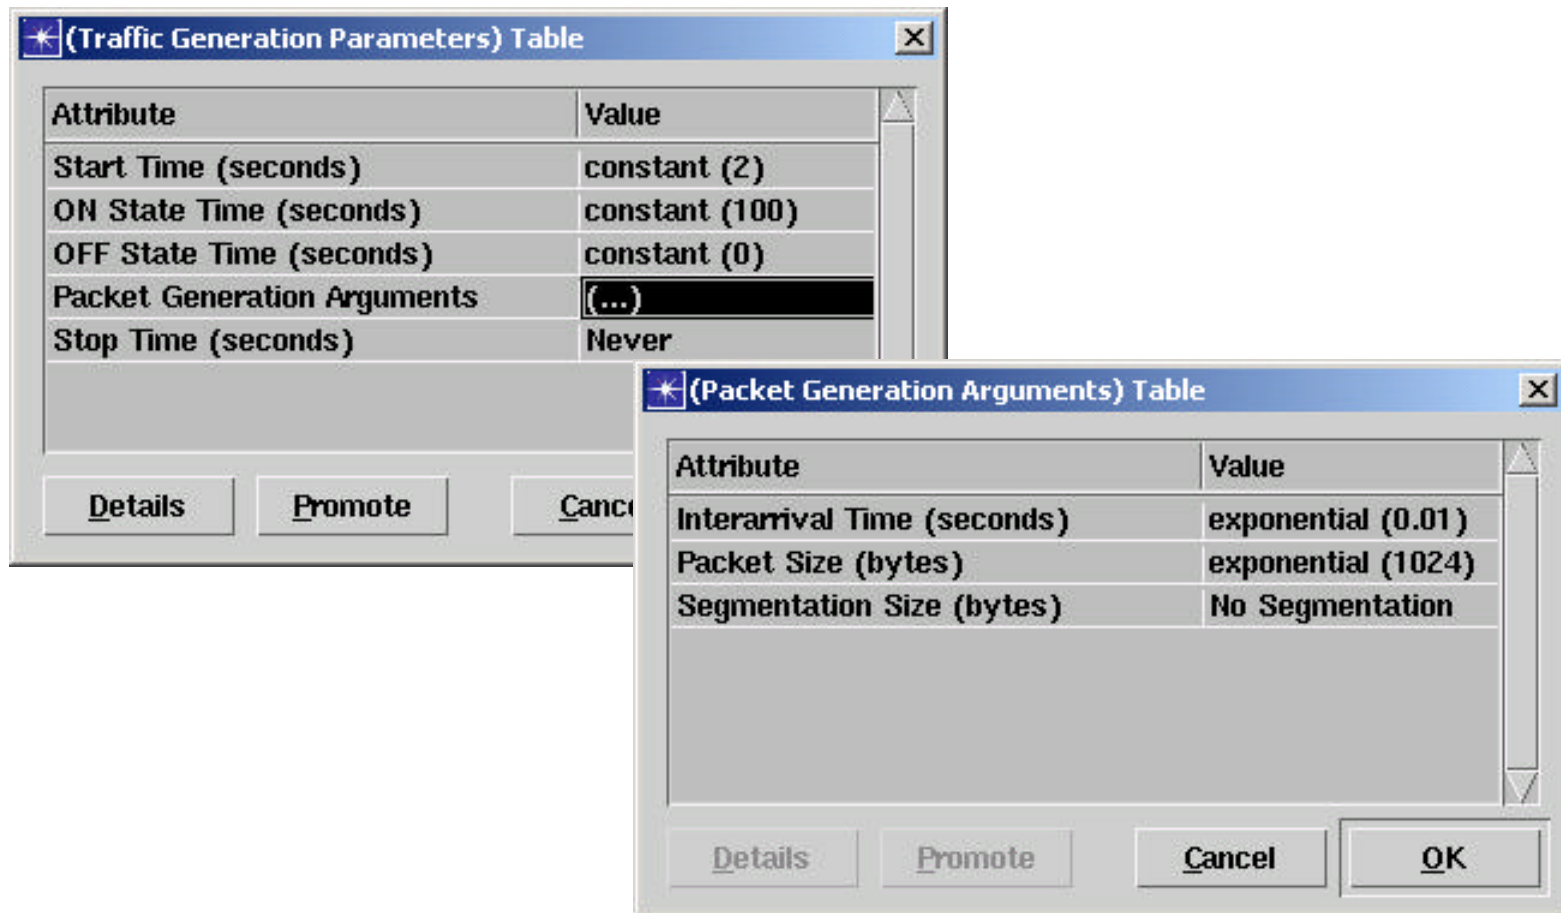 (Traffic Generation Parameters) Table
Attribute Value
Start Time (seconds) constant (2)
ON State Time (seconds) constant (100)
OFF State Time (seconds) constant (0)
Packet Generation Arguments (...)
Stop Time (seconds) Never
Details Promote
(Packet Generation Arguments) Table
Attribute Value
Interarrival Time (seconds) exponential (0.01)
Packet Size (bytes) exponential (1024)
Segmentation Size (bytes) No Segmentation
Details Promote Cancel OK